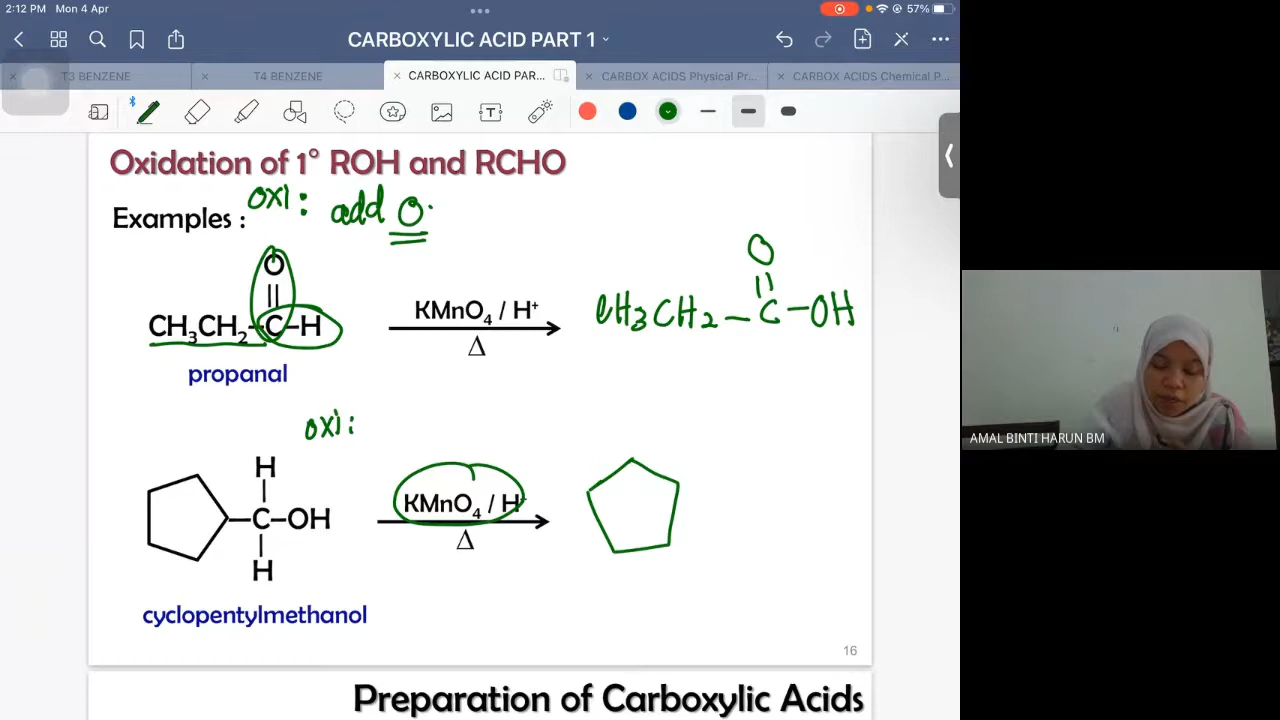 2:12 PM Mon 4 Apr
57%
CARBOXYLIC ACID PART 1
T3 BENZENE
T4 BENZENE
CARBOXYLIC ACID PAR...
CARBOX ACIDS Physical Pr...
CARBOX ACIDS Chemical P...
Oxidation of 1° ROH and RCHO
Examples :
oxi : add O
O
||
CH₃CH₂-C-H
KMnO₄ / H⁺
Δ
propanal
O
||
CH₃CH₂-C-OH
oxi :
H
|
-C-OH
|
H
KMnO₄ / H⁺
Δ
cyclopentylmethanol
16
Preparation of Carboxylic Acids
AMAL BINTI HARUN BM